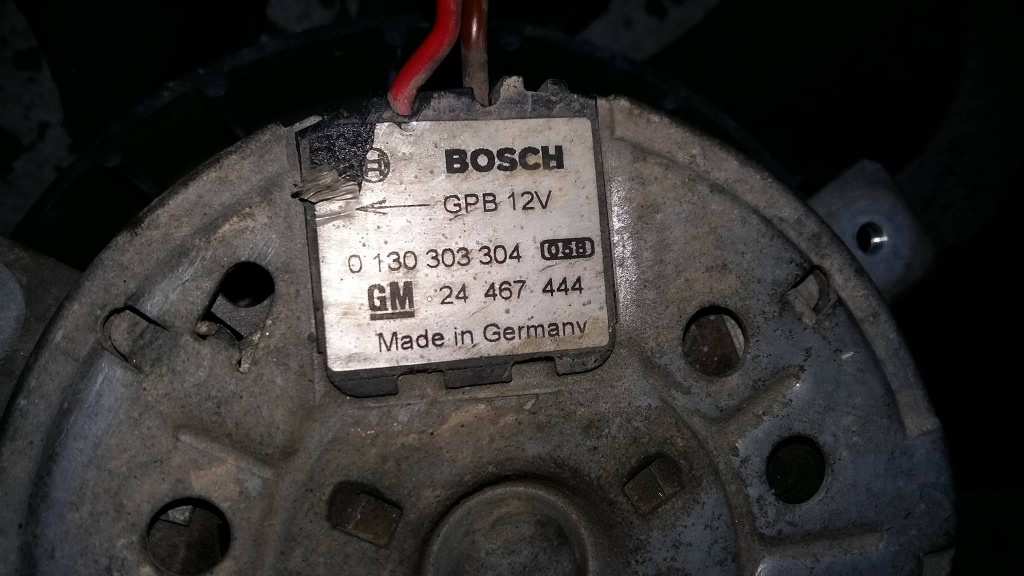 BOSCH
GPB 12V
0 130 303 304 058
GM 24 467 444
Made in Germany